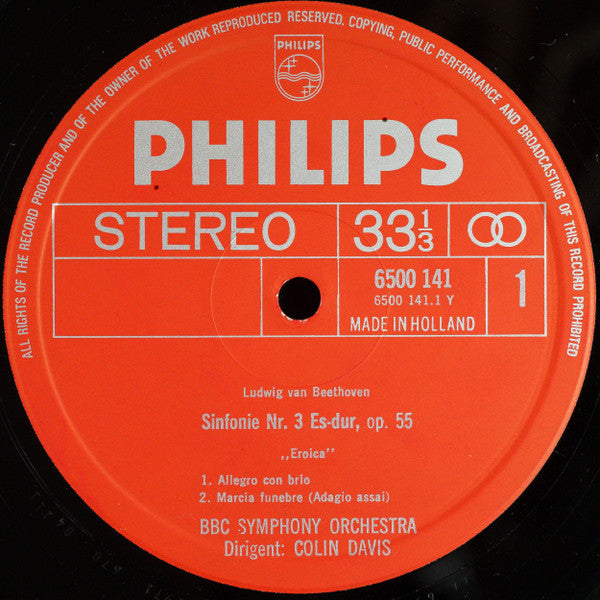 ALL RIGHTS OF THE RECORD PRODUCER AND OF THE OWNER OF THE WORK REPRODUCED RESERVED. COPYING, PUBLIC PERFORMANCE AND BROADCASTING OF THIS RECORD PROHIBITED
PHILIPS
PHILIPS
STEREO
33 1/3
6500 141
6500 141.1 Y
MADE IN HOLLAND
1
Ludwig van Beethoven
Sinfonie Nr. 3 Es-dur, op. 55
„Eroica"
1. Allegro con brio
2. Marcia funebre (Adagio assai)
BBC SYMPHONY ORCHESTRA
Dirigent: COLIN DAVIS